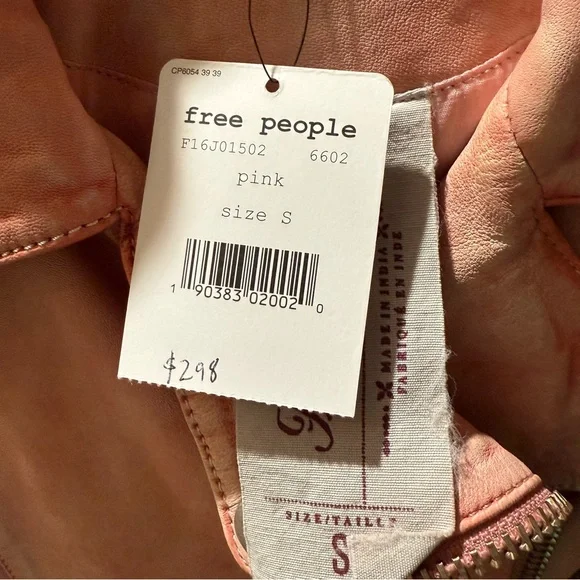 CP6054 39 39
free people
F16J01502 6602
pink
size S
1 90383 02002 0
$298
MADE IN INDIA
FABRIQUÉ EN INDE
SIZE/TAILLE
S